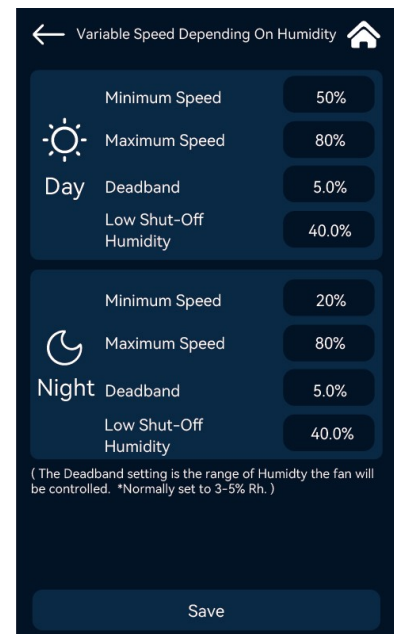 Variable Speed Depending On Humidity
Minimum Speed 50%
Maximum Speed 80%
Day
Deadband 5.0%
Low Shut-Off
Humidity
40.0%
Minimum Speed 20%
Maximum Speed 80%
Night
Deadband 5.0%
Low Shut-Off
Humidity
40.0%
( The Deadband setting is the range of Humidty the fan will
be controlled. *Normally set to 3-5% Rh. )
Save